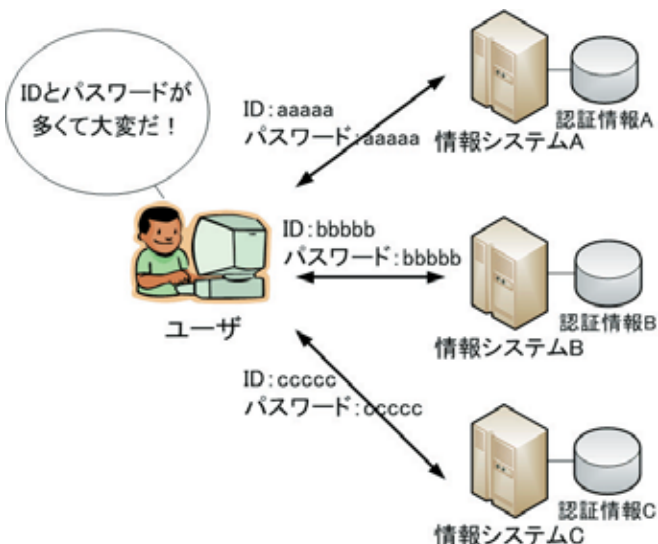 IDとパスワードが
多くて大変だ！
ID：aaaaa
パスワード：aaaaa
認証情報A
情報システムA
ID：bbbbb
パスワード：bbbbb
ユーザ
認証情報B
情報システムB
ID：ccccc
パスワード：ccccc
認証情報C
情報システムC